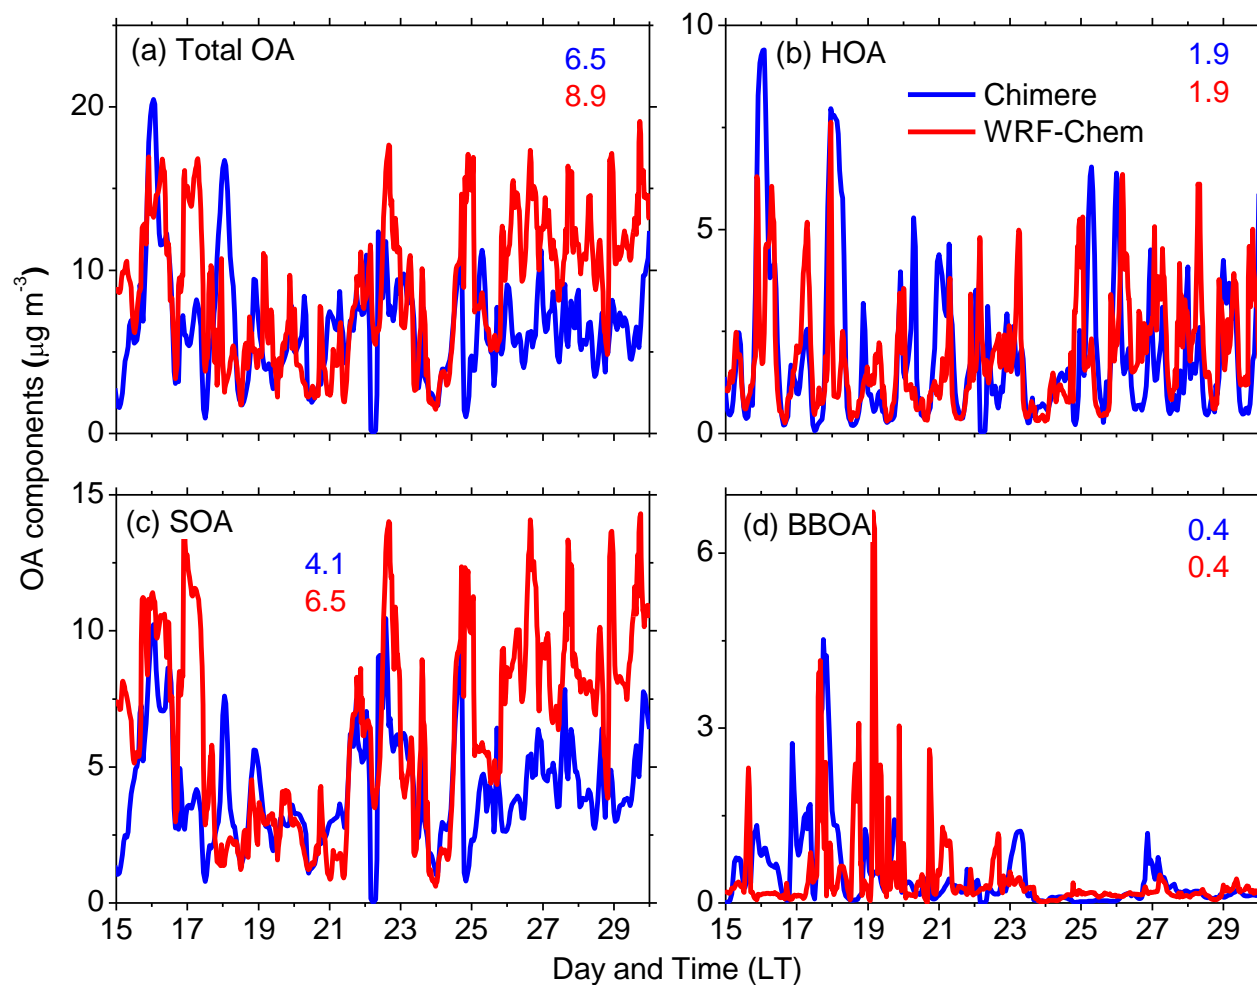 (a) Total OA
6.5
8.9
20
10
0
(b) HOA
1.9
1.9
Chimere
WRF-Chem
10
5
0
OA components (μg m-3)
(c) SOA
4.1
6.5
15
10
5
0
15 17 19 21 23 25 27 29
(d) BBOA
0.4
0.4
6
3
0
15 17 19 21 23 25 27 29
Day and Time (LT)